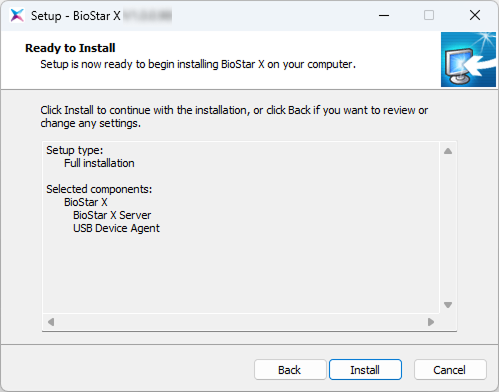 Setup - BioStar X
Ready to Install
Setup is now ready to begin installing BioStar X on your computer.
Click Install to continue with the installation, or click Back if you want to review or
change any settings.
Setup type:
Full installation
Selected components:
BioStar X
BioStar X Server
USB Device Agent
Back
Install
Cancel